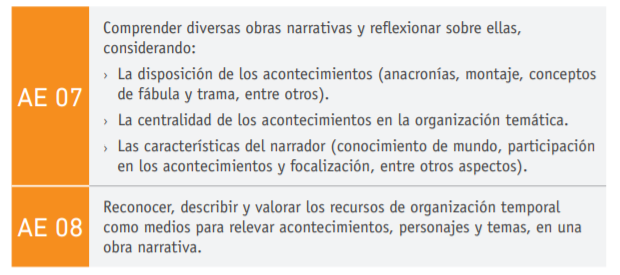 AE 07
Comprender diversas obras narrativas y reflexionar sobre ellas,
considerando:
› La disposición de los acontecimientos (anacronías, montaje, conceptos
de fábula y trama, entre otros).
› La centralidad de los acontecimientos en la organización temática.
› Las características del narrador (conocimiento de mundo, participación
en los acontecimientos y focalización, entre otros aspectos).
AE 08
Reconocer, describir y valorar los recursos de organización temporal
como medios para relevar acontecimientos, personajes y temas, en una
obra narrativa.